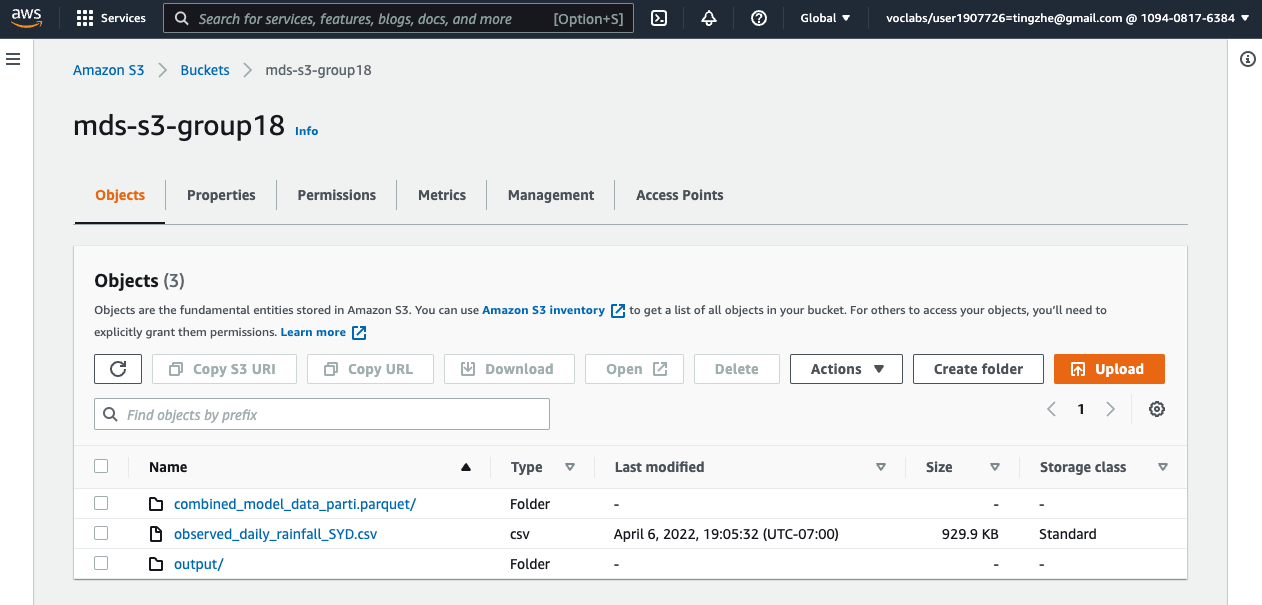 aws Services Search for services, features, blogs, docs, and more [Option+S] Global voclabs/user1907726=tingzhe@gmail.com @ 1094-0817-6384
Amazon S3 Buckets mds-s3-group18
mds-s3-group18 Info
Objects Properties Permissions Metrics Management Access Points
Objects (3)
Objects are the fundamental entities stored in Amazon S3. You can use Amazon S3 inventory to get a list of all objects in your bucket. For others to access your objects, you'll need to
explicitly grant them permissions. Learn more
Copy S3 URI Copy URL Download Open Delete Actions Create folder Upload
Find objects by prefix 1
Name Type Last modified Size Storage class
combined_model_data_parti.parquet/ Folder - - -
observed_daily_rainfall_SYD.csv csv April 6, 2022, 19:05:32 (UTC-07:00) 929.9 KB Standard
output/ Folder - - -